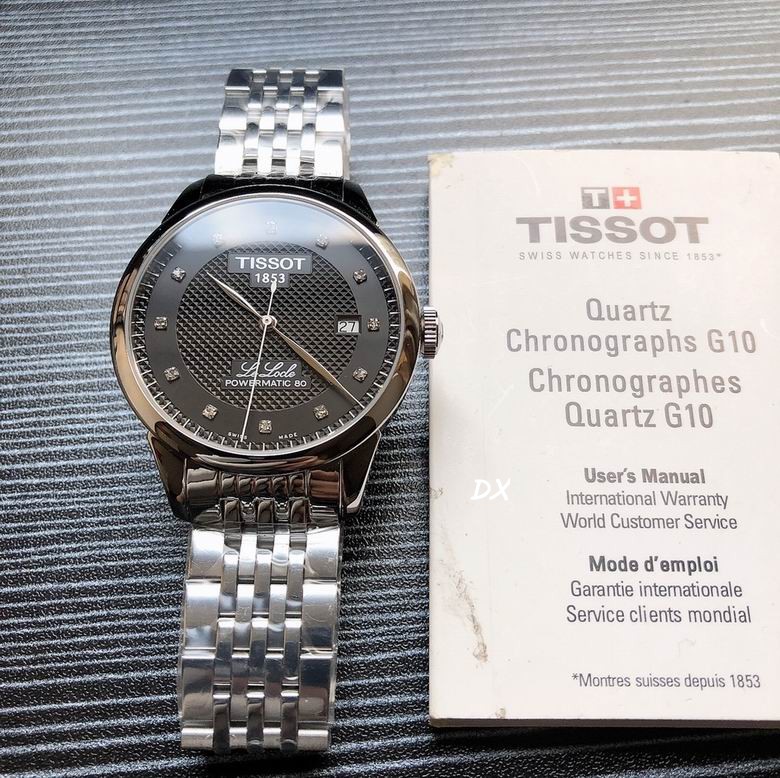 TISSOT
1853
27
Le Locle
POWERMATIC 80
SWISS MADE
T+
TISSOT
SWISS WATCHES SINCE 1853*
Quartz
Chronographs G10
Chronographes
Quartz G10
User's Manual
International Warranty
World Customer Service
Mode d'emploi
Garantie internationale
Service clients mondial
*Montres suisses depuis 1853
DX